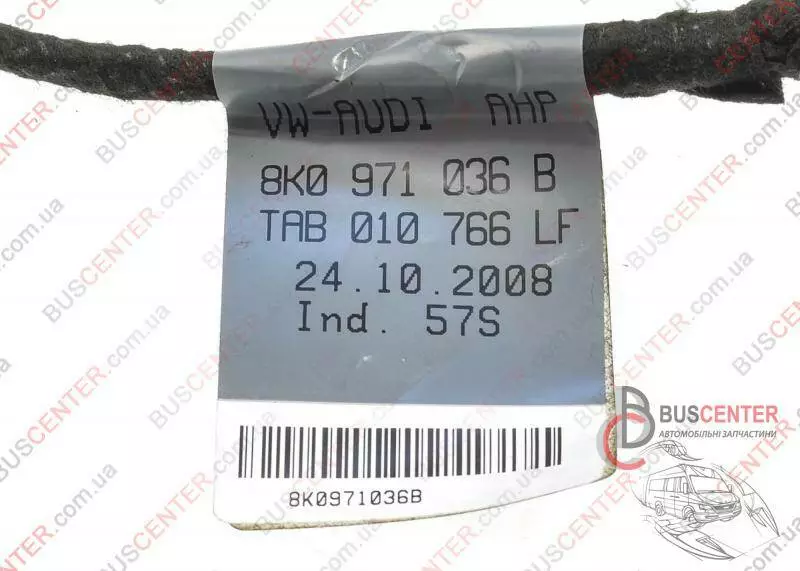 VW-AUDI AHP
8K0 971 036 B
TAB 010 766 LF
24.10.2008
Ind. 57S
8K0971036B
BUSCENTER
АВТОМОБІЛЬНІ ЗАПЧАСТИНИ
BUSCENTER.com.ua